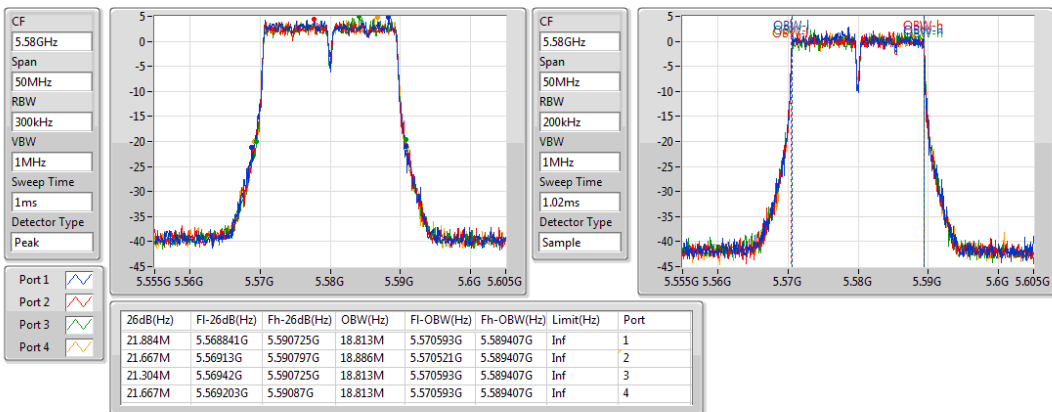 CF
5.58GHz
Span
50MHz
RBW
300kHz
VBW
1MHz
Sweep Time
1ms
Detector Type
Peak
Port 1
Port 2
Port 3
Port 4
5
0
-5
-10
-15
-20
-25
-30
-35
-40
-45
5.555G 5.56G 5.57G 5.58G 5.59G 5.6G 5.605G
CF
5.58GHz
Span
50MHz
RBW
200kHz
VBW
1MHz
Sweep Time
1.02ms
Detector Type
Sample
5
0
-5
-10
-15
-20
-25
-30
-35
-40
-45
OBW-h
5.555G 5.56G 5.57G 5.58G 5.59G 5.6G 5.605G
26dB(Hz) Fl-26dB(Hz) Fh-26dB(Hz) OBW(Hz) Fl-OBW(Hz) Fh-OBW(Hz) Limit(Hz) Port
21.884M 5.568841G 5.590725G 18.813M 5.570593G 5.589407G Inf 1
21.667M 5.56913G 5.590797G 18.886M 5.570521G 5.589407G Inf 2
21.304M 5.56942G 5.590725G 18.813M 5.570593G 5.589407G Inf 3
21.667M 5.569203G 5.59087G 18.813M 5.570593G 5.589407G Inf 4